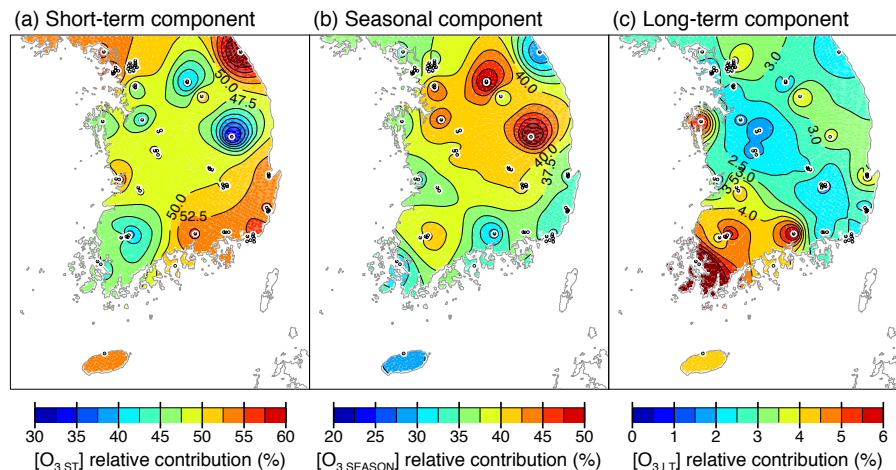 (a) Short-term component
(b) Seasonal component
(c) Long-term component
50.0
47.5
50.0
52.5
40.0
40.0
37.5
3.0
3.0
2.5
3.0
4.0
30 35 40 45 50 55 60
20 25 30 35 40 45 50
0 1 2 3 4 5 6
[O3 ST] relative contribution (%)
[O3 SEASON] relative contribution (%)
[O3 LT] relative contribution (%)